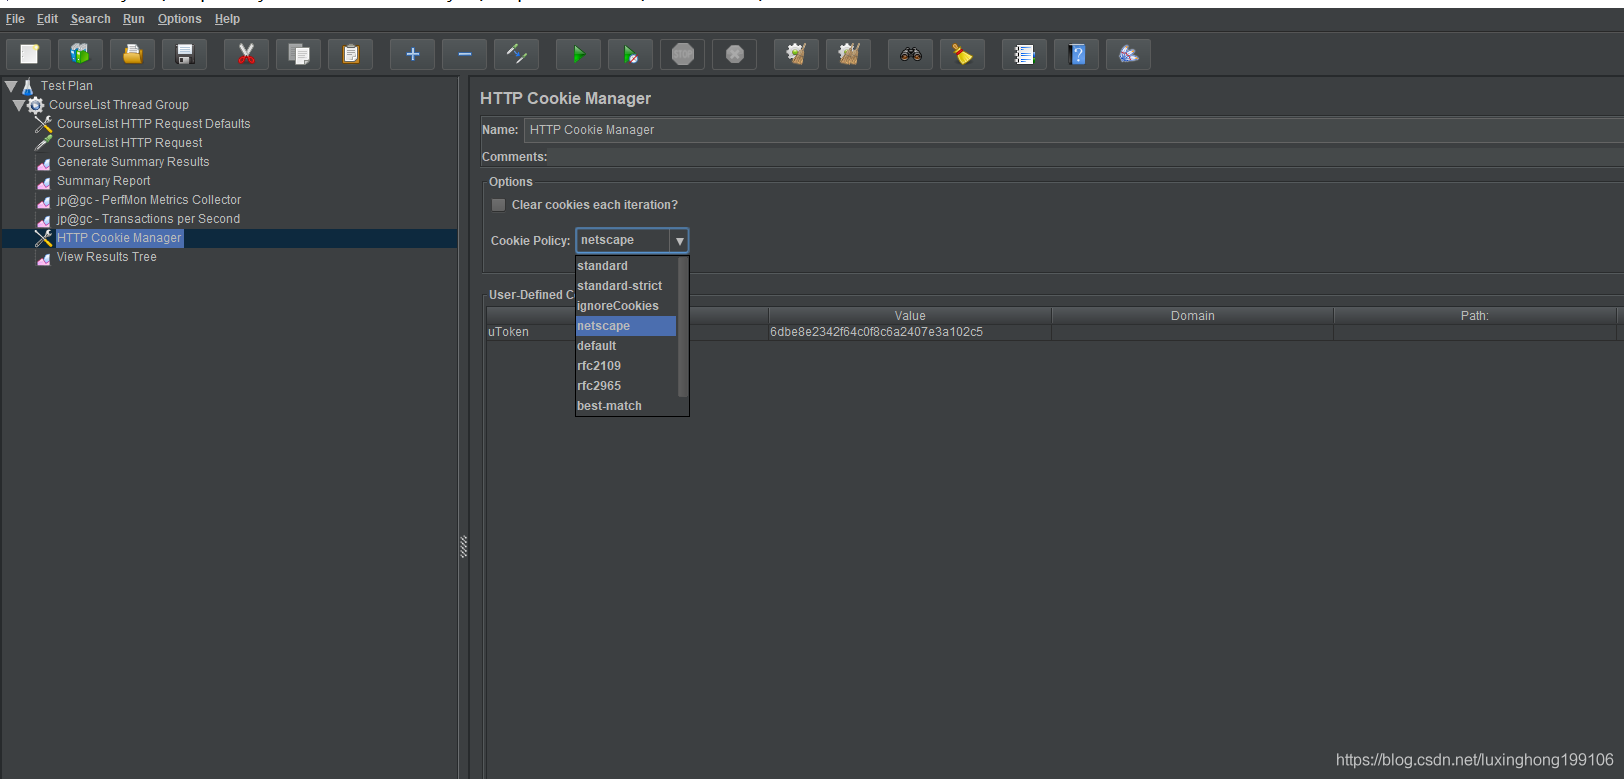 File Edit Search Run Options Help
STOP
Test Plan
CourseList Thread Group
CourseList HTTP Request Defaults
CourseList HTTP Request
Generate Summary Results
Summary Report
jp@gc - PerfMon Metrics Collector
jp@gc - Transactions per Second
HTTP Cookie Manager
View Results Tree
HTTP Cookie Manager
Name: HTTP Cookie Manager
Comments:
Options
Clear cookies each iteration?
Cookie Policy: netscape
standard
standard-strict
ignoreCookies
netscape
default
rfc2109
rfc2965
best-match
User-Defined C
Value Domain Path:
uToken 6dbe8e2342f64c0f8c6a2407e3a102c5
https://blog.csdn.net/luxinghong199106